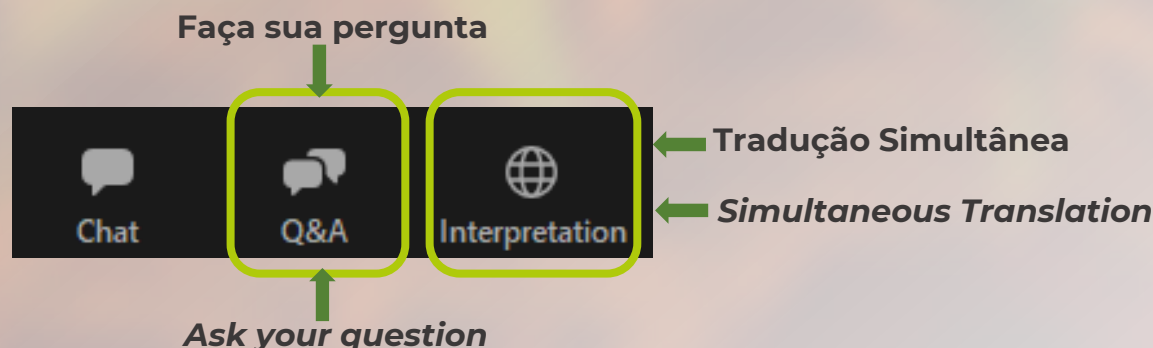 Faça sua pergunta
Chat
Q&A
Interpretation
Tradução Simultânea
Simultaneous Translation
Ask your question